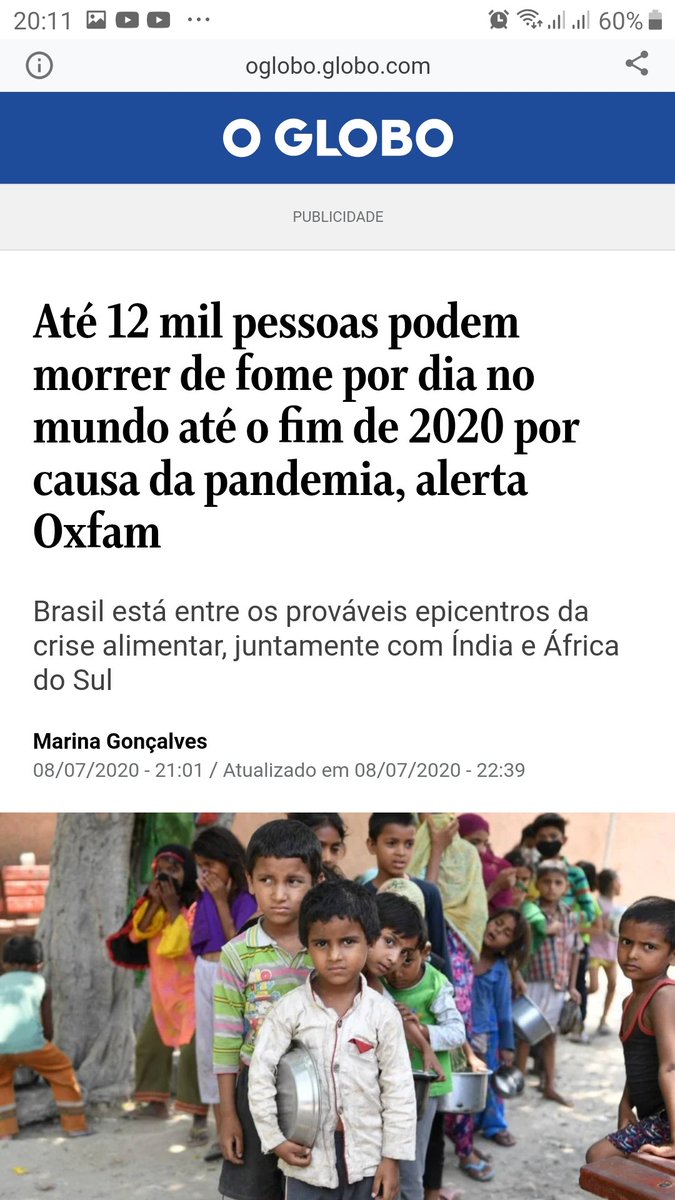 20:11
60%
oglobo.globo.com
O GLOBO
PUBLICIDADE
Até 12 mil pessoas podem
morrer de fome por dia no
mundo até o fim de 2020 por
causa da pandemia, alerta
Oxfam
Brasil está entre os prováveis epicentros da
crise alimentar, juntamente com Índia e África
do Sul
Marina Gonçalves
08/07/2020 - 21:01 / Atualizado em 08/07/2020 - 22:39